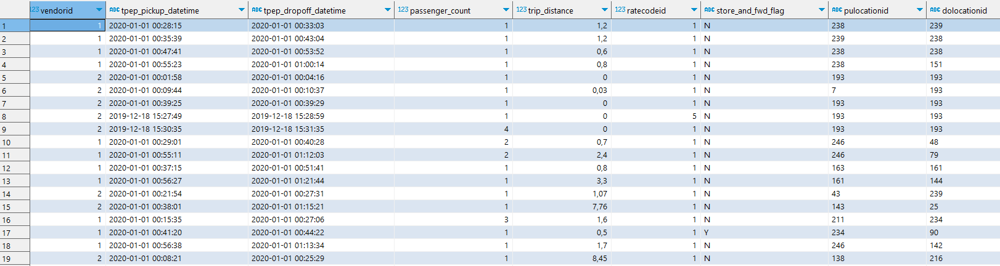 123 vendorid ABC tpep_pickup_datetime ABC tpep_dropoff_datetime 123 passenger_count 123 trip_distance 123 ratecodeid ABC store_and_fwd_flag ABC pulocationid ABC dolocationid
1 1 2020-01-01 00:28:15 2020-01-01 00:33:03 1 1,2 1 N 238 239
2 1 2020-01-01 00:35:39 2020-01-01 00:43:04 1 1,2 1 N 239 238
3 1 2020-01-01 00:47:41 2020-01-01 00:53:52 1 0,6 1 N 238 238
4 1 2020-01-01 00:55:23 2020-01-01 01:00:14 1 0,8 1 N 238 151
5 2 2020-01-01 00:01:58 2020-01-01 00:04:16 1 0 1 N 193 193
6 2 2020-01-01 00:09:44 2020-01-01 00:10:37 1 0,03 1 N 7 193
7 2 2020-01-01 00:39:25 2020-01-01 00:39:29 1 0 1 N 193 193
8 2 2019-12-18 15:27:49 2019-12-18 15:28:59 1 0 5 N 193 193
9 2 2019-12-18 15:30:35 2019-12-18 15:31:35 4 0 1 N 193 193
10 1 2020-01-01 00:29:01 2020-01-01 00:40:28 2 0,7 1 N 246 48
11 1 2020-01-01 00:55:11 2020-01-01 01:12:03 2 2,4 1 N 246 79
12 1 2020-01-01 00:37:15 2020-01-01 00:51:41 1 0,8 1 N 163 161
13 1 2020-01-01 00:56:27 2020-01-01 01:21:44 1 3,3 1 N 161 144
14 2 2020-01-01 00:21:54 2020-01-01 00:27:31 1 1,07 1 N 43 239
15 2 2020-01-01 00:38:01 2020-01-01 01:15:21 1 7,76 1 N 143 25
16 1 2020-01-01 00:15:35 2020-01-01 00:27:06 3 1,6 1 N 211 234
17 1 2020-01-01 00:41:20 2020-01-01 00:44:22 1 0,5 1 Y 234 90
18 1 2020-01-01 00:56:38 2020-01-01 01:13:34 1 1,7 1 N 246 142
19 2 2020-01-01 00:08:21 2020-01-01 00:25:29 1 8,45 1 N 138 216